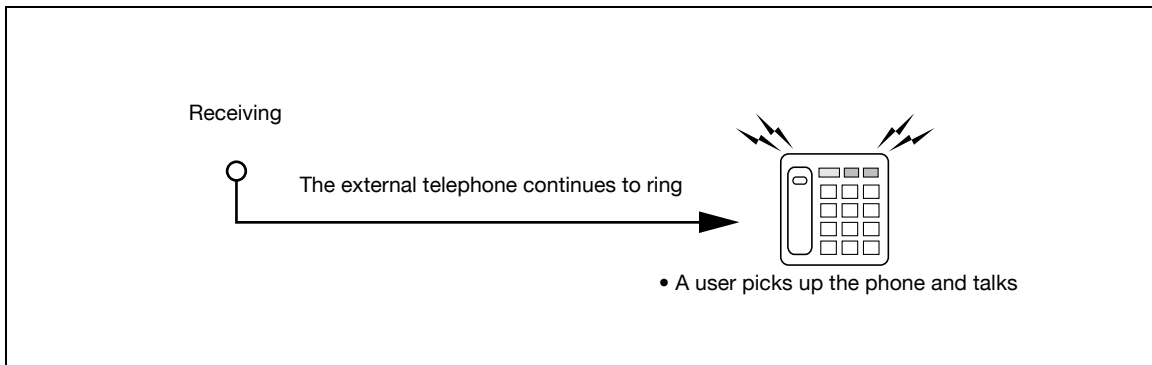 Receiving
The external telephone continues to ring
• A user picks up the phone and talks